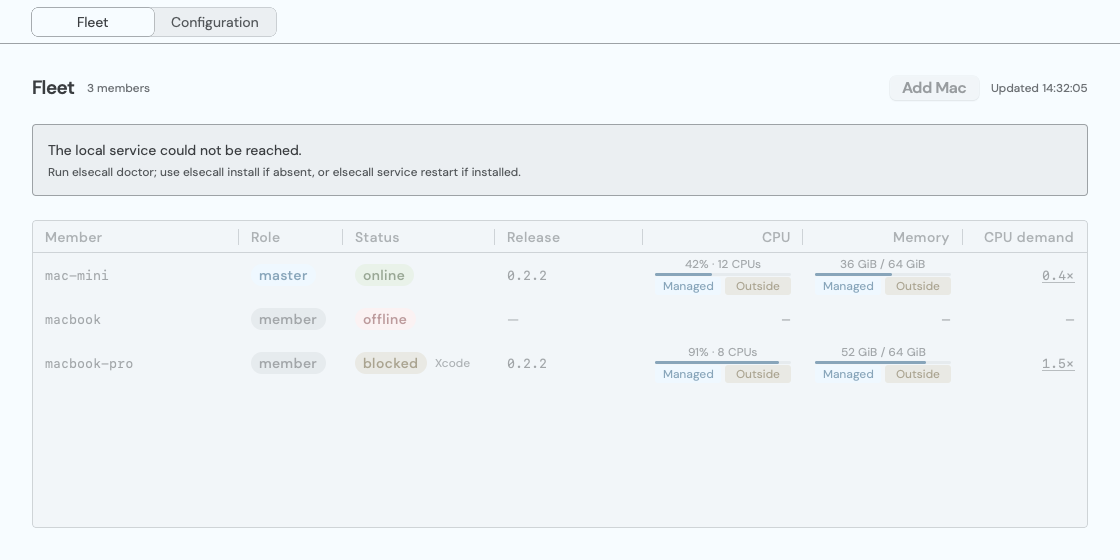 Fleet Configuration
Fleet 3 members Add Mac Updated 14:32:05
The local service could not be reached.
Run elsecall doctor; use elsecall install if absent, or elsecall service restart if installed.
Member Role Status Release CPU Memory CPU demand
mac-mini master online 0.2.2 42% · 12 CPUs 36 GiB / 64 GiB 0.4×
Managed Outside Managed Outside
macbook member offline — — — —
macbook-pro member blocked Xcode 0.2.2 91% · 8 CPUs 52 GiB / 64 GiB 1.5×
Managed Outside Managed Outside